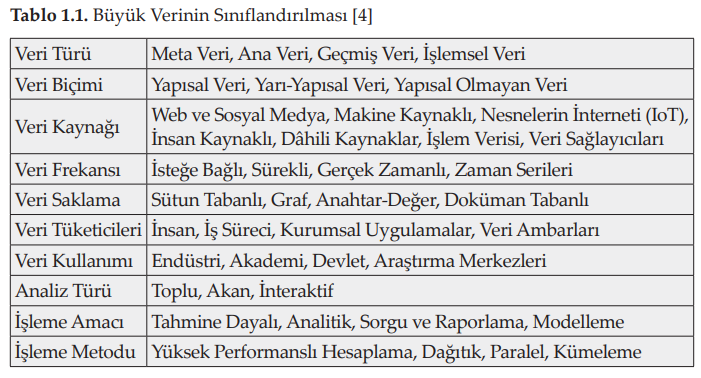 Tablo 1.1. Büyük Verinin Sınıflandırılması [4]
Veri Türü Meta Veri, Ana Veri, Geçmiş Veri, İşlemsel Veri
Veri Biçimi Yapısal Veri, Yarı-Yapısal Veri, Yapısal Olmayan Veri
Veri Kaynağı Web ve Sosyal Medya, Makine Kaynaklı, Nesnelerin İnterneti (IoT),
İnsan Kaynaklı, Dâhili Kaynaklar, İşlem Verisi, Veri Sağlayıcıları
Veri Frekansı İsteğe Bağlı, Sürekli, Gerçek Zamanlı, Zaman Serileri
Veri Saklama Sütun Tabanlı, Graf, Anahtar-Değer, Doküman Tabanlı
Veri Tüketicileri İnsan, İş Süreci, Kurumsal Uygulamalar, Veri Ambarları
Veri Kullanımı Endüstri, Akademi, Devlet, Araştırma Merkezleri
Analiz Türü Toplu, Akan, İnteraktif
İşleme Amacı Tahmine Dayalı, Analitik, Sorgu ve Raporlama, Modelleme
İşleme Metodu Yüksek Performanslı Hesaplama, Dağıtık, Paralel, Kümeleme